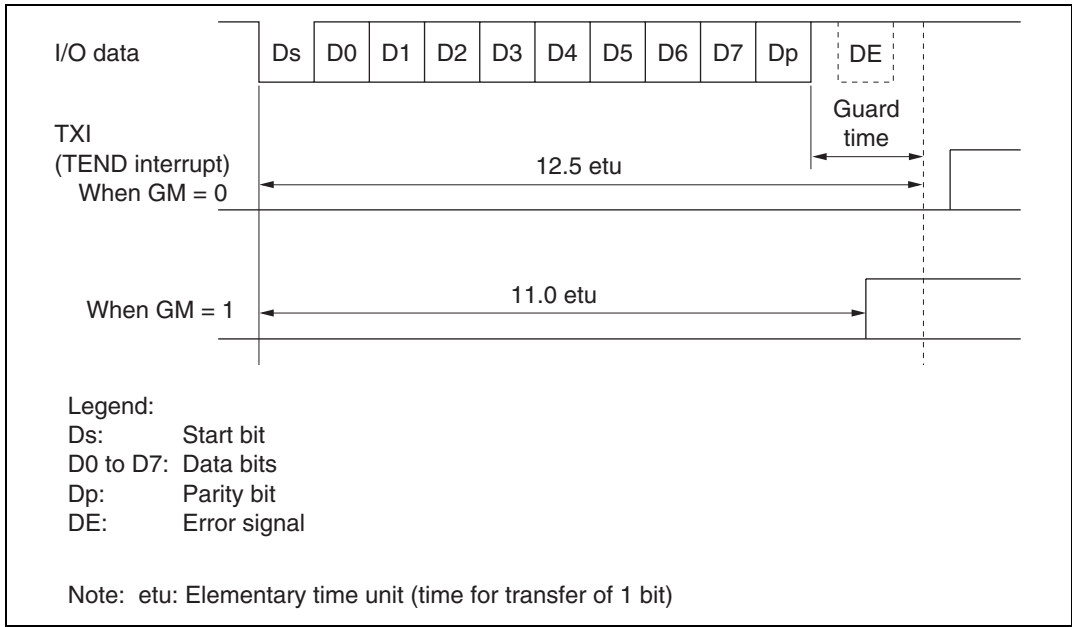 I/O data
Ds D0 D1 D2 D3 D4 D5 D6 D7 Dp DE
Guard
time
TXI
(TEND interrupt)
When GM = 0
12.5 etu
When GM = 1
11.0 etu
Legend:
Ds: Start bit
D0 to D7: Data bits
Dp: Parity bit
DE: Error signal
Note: etu: Elementary time unit (time for transfer of 1 bit)